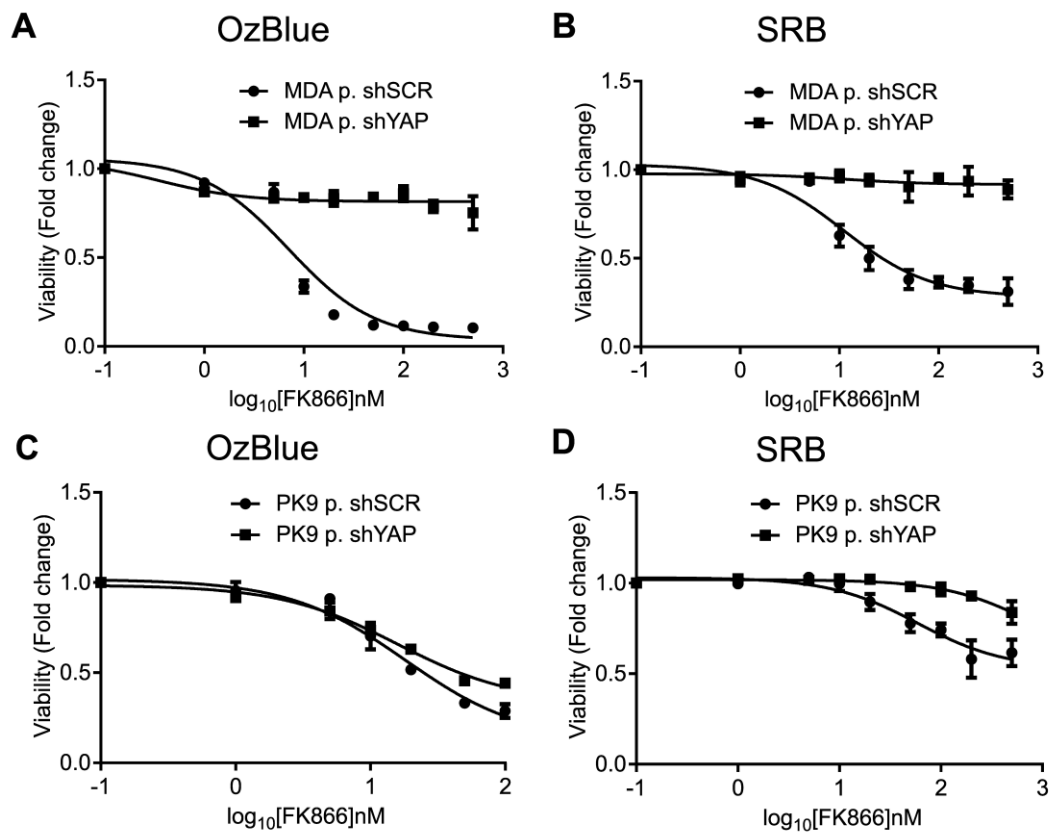 A
OzBlue
MDA p. shSCR
MDA p. shYAP
Viability (Fold change)
1.5
1.0
0.5
0.0
-1 0 1 2 3
log₁₀[FK866]nM
B
SRB
MDA p. shSCR
MDA p. shYAP
Viability (Fold change)
1.5
1.0
0.5
0.0
-1 0 1 2 3
log₁₀[FK866]nM
C
OzBlue
PK9 p. shSCR
PK9 p. shYAP
Viability (Fold change)
1.5
1.0
0.5
0.0
-1 0 1 2
log₁₀[FK866]nM
D
SRB
PK9 p. shSCR
PK9 p. shYAP
Viability (Fold change)
1.5
1.0
0.5
0.0
-1 0 1 2 3
log₁₀[FK866]nM